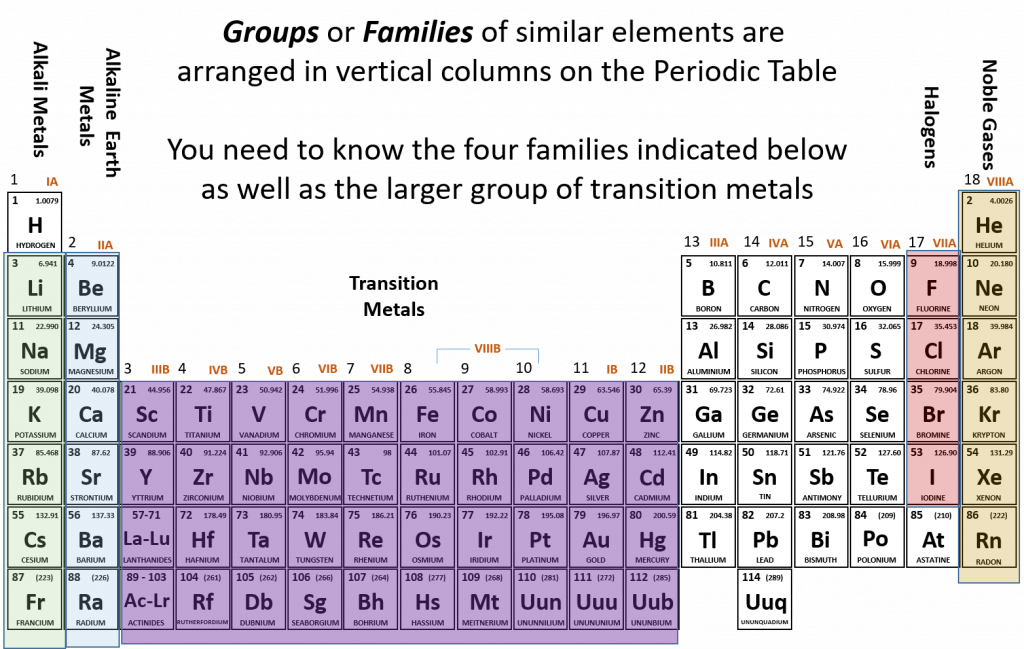 Groups or Families of similar elements are
arranged in vertical columns on the Periodic Table
You need to know the four families indicated below
as well as the larger group of transition metals
Alkali Metals
Alkaline Earth
Metals
Halogens
Noble Gases
Transition
Metals
1 IA
18 VIIIA
1 1.0079
H
HYDROGEN
2 4.0026
He
HELIUM
2 IIA
13 IIIA 14 IVA 15 VA 16 VIA 17 VIIA
3 6.941 4 9.0122 5 10.811 6 12.011 7 14.007 8 15.999 9 18.998 10 20.180
Li Be B C N O F Ne
LITHIUM BERYLLIUM BORON CARBON NITROGEN OXYGEN FLUORINE NEON
11 22.990 12 24.305 13 26.982 14 28.086 15 30.974 16 32.065 17 35.453 18 39.984
Na Mg Al Si P S Cl Ar
SODIUM MAGNESIUM ALUMINIUM SILICON PHOSPHORUS SULFUR CHLORINE ARGON
VIIIB
3 IIIB 4 IVB 5 VB 6 VIB 7 VIIB 8 9 10 11 IB 12 IIB
19 39.098 20 40.078 21 44.956 22 47.867 23 50.942 24 51.996 25 54.938 26 55.845 27 58.993 28 58.693 29 63.546 30 65.39 31 69.723 32 72.61 33 74.922 34 78.96 35 79.904 36 83.80
K Ca Sc Ti V Cr Mn Fe Co Ni Cu Zn Ga Ge As Se Br Kr
POTASSIUM CALCIUM SCANDIUM TITANIUM VANADIUM CHROMIUM MANGANESE IRON COBALT NICKEL COPPER ZINC GALLIUM GERMANIUM ARSENIC SELENIUM BROMINE KRYPTON
37 85.468 38 87.62 39 88.906 40 91.224 41 92.906 42 95.94 43 98 44 101.07 45 102.91 46 106.42 47 107.87 48 112.41 49 114.82 50 118.71 51 121.76 52 127.60 53 126.90 54 131.29
Rb Sr Y Zr Nb Mo Tc Ru Rh Pd Ag Cd In Sn Sb Te I Xe
RUBIDIUM STRONTIUM YTTRIUM ZIRCONIUM NIOBIUM MOLYBDENUM TECHNETIUM RUTHENIUM RHODIUM PALLADIUM SILVER CADMIUM INDIUM TIN ANTIMONY TELLURIUM IODINE XENON
55 132.91 56 137.33 57-71 72 178.49 73 180.95 74 183.84 75 186.21 76 190.23 77 192.22 78 195.08 79 196.97 80 200.59 81 204.38 82 207.2 83 208.98 84 (209) 85 (210) 86 (222)
Cs Ba La-Lu Hf Ta W Re Os Ir Pt Au Hg Tl Pb Bi Po At Rn
CESIUM BARIUM LANTHANIDES HAFNIUM TANTALUM TUNGSTEN RHENIUM OSMIUM IRIDIUM PLATINUM GOLD MERCURY THALLIUM LEAD BISMUTH POLONIUM ASTATINE RADON
87 (223) 88 (226) 89 - 103 104 (261) 105 (262) 106 (266) 107 (264) 108 (277) 109 (268) 110 (281) 111 (272) 112 (285) 114 (289)
Fr Ra Ac-Lr Rf Db Sg Bh Hs Mt Uun Uuu Uub Uuq
FRANCIUM RADIUM ACTINIDES RUTHERFORDIUM DUBNIUM SEABORGIUM BOHRIUM HASSIUM MEITNERIUM UNUNNILIUM UNUNUNIUM UNUNBIUM UNUNQUADIUM